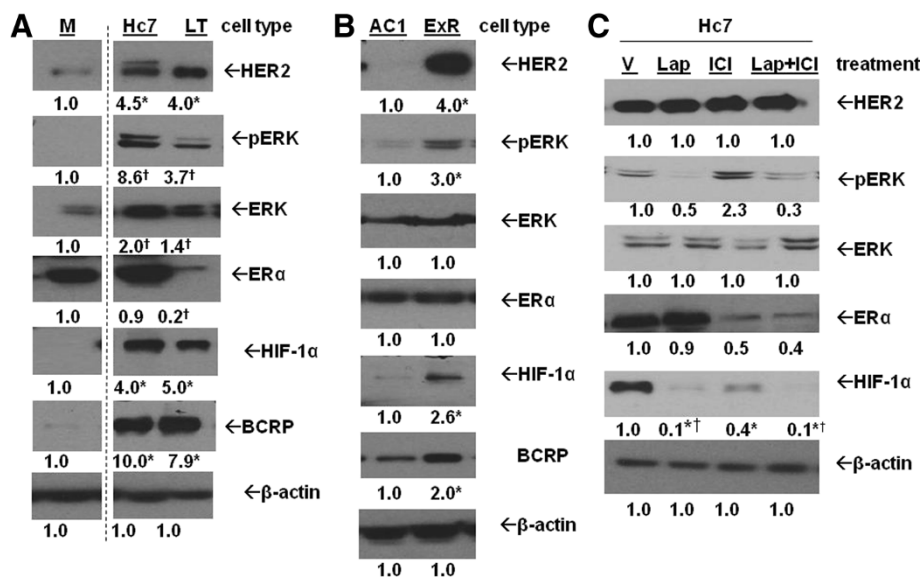 A
M Hc7 LT cell type
←HER2
1.0 4.5* 4.0*
←pERK
1.0 8.6† 3.7†
←ERK
1.0 2.0† 1.4†
←ERα
1.0 0.9 0.2†
←HIF-1α
1.0 4.0* 5.0*
←BCRP
1.0 10.0* 7.9*
←β-actin
1.0 1.0 1.0
B
AC1 ExR cell type
←HER2
1.0 4.0*
←pERK
1.0 3.0*
←ERK
1.0 1.0
←ERα
1.0 1.0
←HIF-1α
1.0 2.6*
BCRP
1.0 2.0*
←β-actin
1.0 1.0
C
Hc7
V Lap ICI Lap+ICI treatment
←HER2
1.0 1.0 1.0 1.0
←pERK
1.0 0.5 2.3 0.3
←ERK
1.0 1.0 1.0 1.0
←ERα
1.0 0.9 0.5 0.4
←HIF-1α
1.0 0.1*† 0.4* 0.1*†
←β-actin
1.0 1.0 1.0 1.0